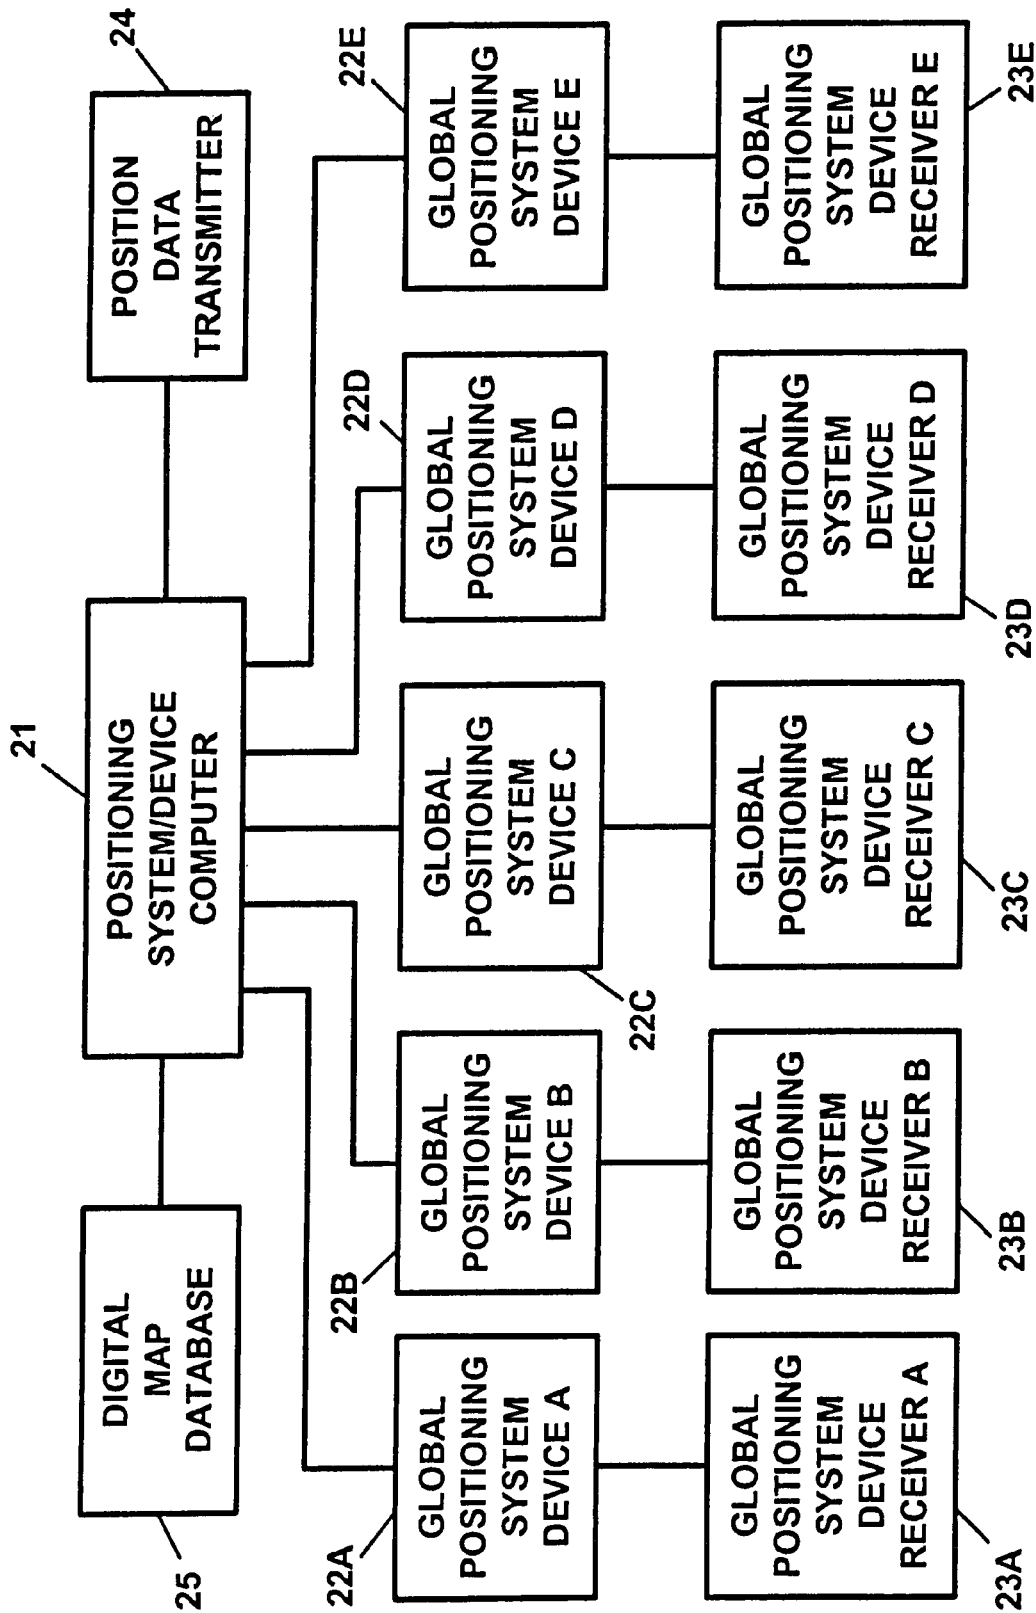 21
24
25
DIGITAL
MAP
DATABASE
POSITIONING
SYSTEM/DEVICE
COMPUTER
POSITION
DATA
TRANSMITTER
22A
GLOBAL
POSITIONING
SYSTEM
DEVICE A
22B
GLOBAL
POSITIONING
SYSTEM
DEVICE B
22C
GLOBAL
POSITIONING
SYSTEM
DEVICE C
22D
GLOBAL
POSITIONING
SYSTEM
DEVICE D
22E
GLOBAL
POSITIONING
SYSTEM
DEVICE E
GLOBAL
POSITIONING
SYSTEM
DEVICE
RECEIVER A
23A
GLOBAL
POSITIONING
SYSTEM
DEVICE
RECEIVER B
23B
GLOBAL
POSITIONING
SYSTEM
DEVICE
RECEIVER C
23C
GLOBAL
POSITIONING
SYSTEM
DEVICE
RECEIVER D
23D
GLOBAL
POSITIONING
SYSTEM
DEVICE
RECEIVER E
23E